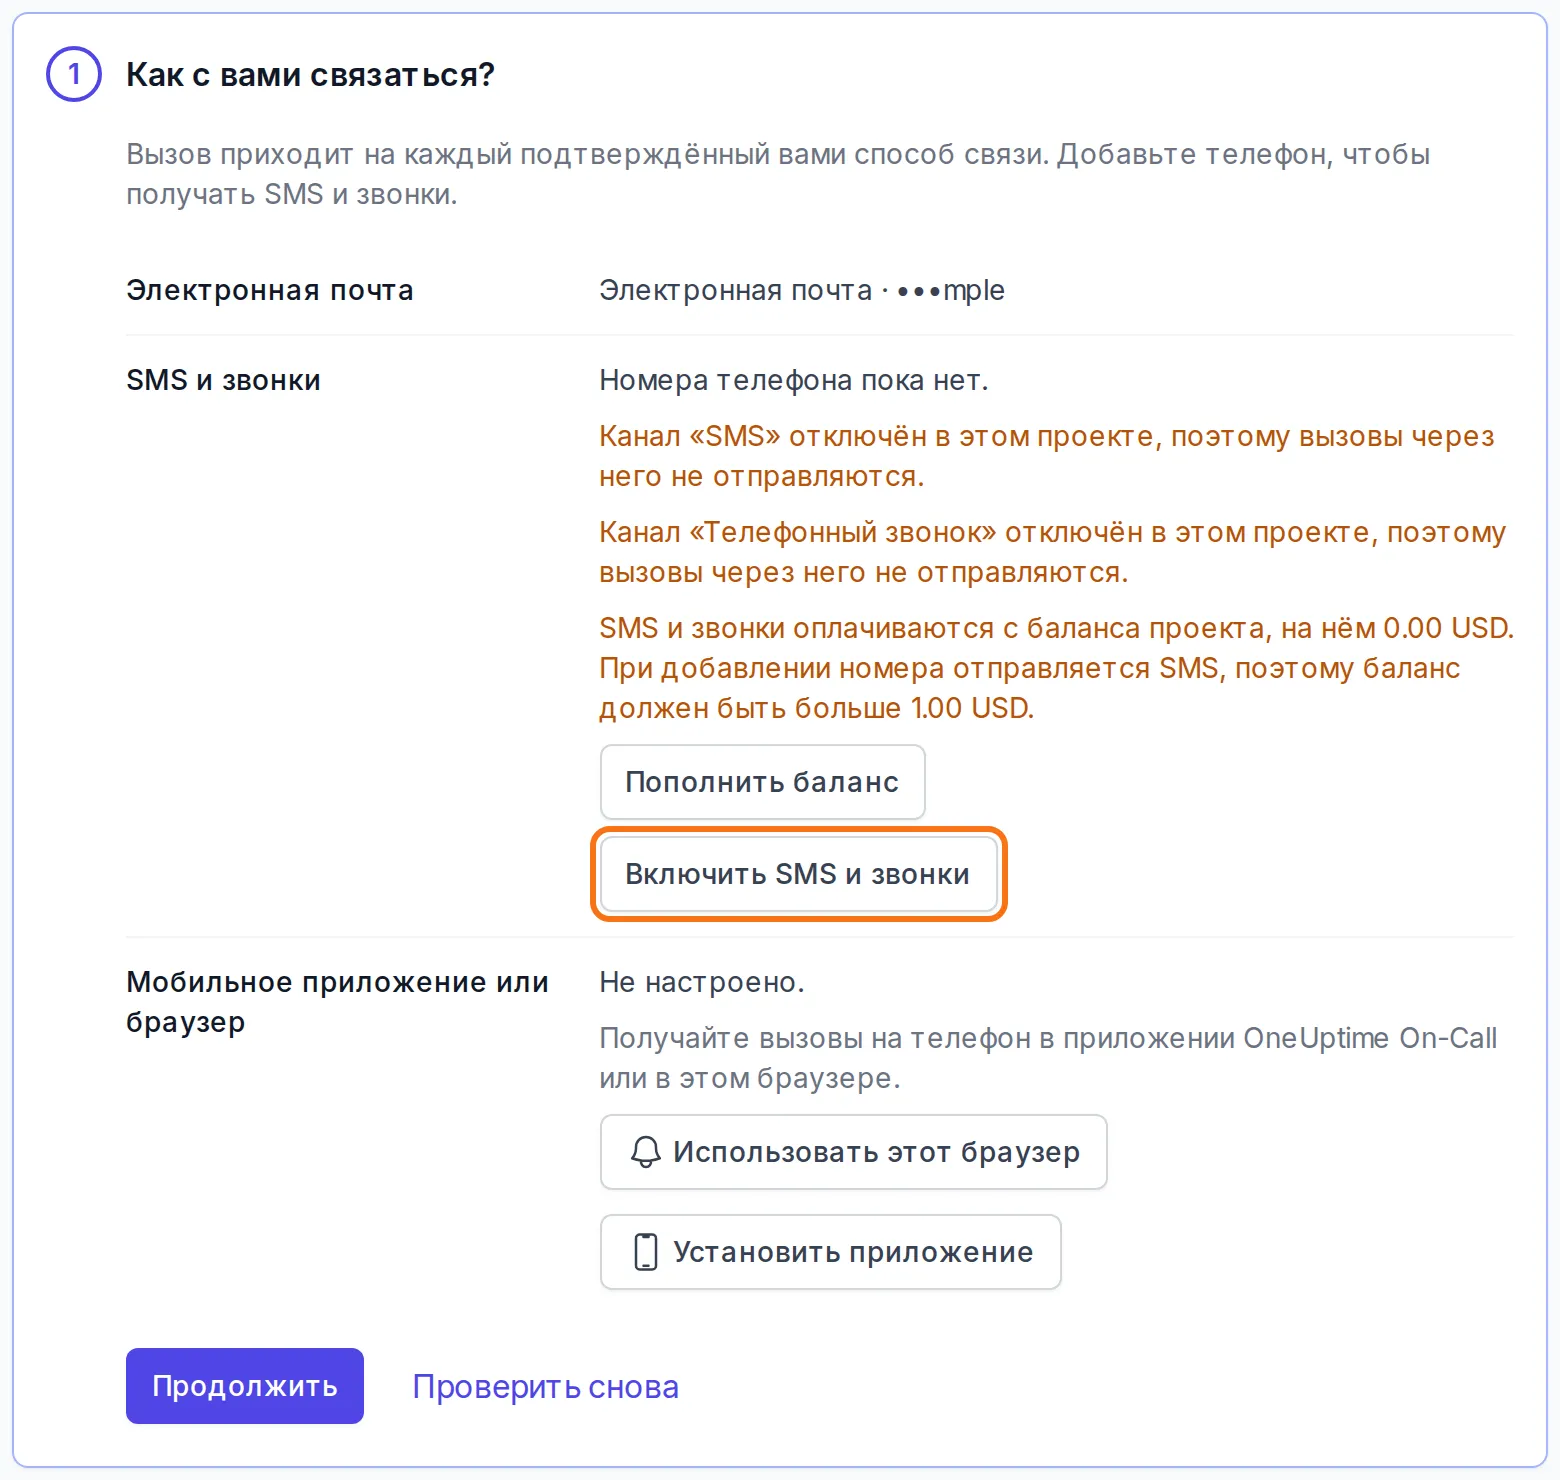 1
Как с вами связаться?
Вызов приходит на каждый подтверждённый вами способ связи. Добавьте телефон, чтобы
получать SMS и звонки.
Электронная почта
Электронная почта · •••mple
SMS и звонки
Номера телефона пока нет.
Канал «SMS» отключён в этом проекте, поэтому вызовы через
него не отправляются.
Канал «Телефонный звонок» отключён в этом проекте, поэтому
вызовы через него не отправляются.
SMS и звонки оплачиваются с баланса проекта, на нём 0.00 USD.
При добавлении номера отправляется SMS, поэтому баланс
должен быть больше 1.00 USD.
Пополнить баланс
Включить SMS и звонки
Мобильное приложение или
браузер
Не настроено.
Получайте вызовы на телефон в приложении OneUptime On-Call
или в этом браузере.
Использовать этот браузер
Установить приложение
Продолжить
Проверить снова